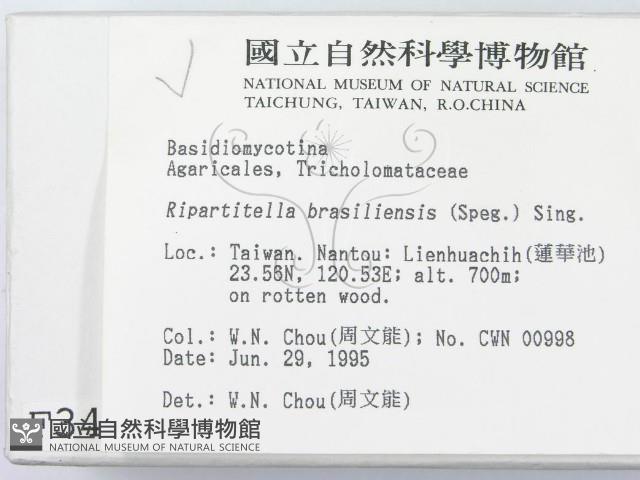 國立自然科學博物館
NATIONAL MUSEUM OF NATURAL SCIENCE
TAICHUNG, TAIWAN, R.O.CHINA
Basidiomycotina
Agaricales, Tricholomataceae
Ripartitella brasiliensis (Speg.) Sing.
Loc.: Taiwan. Nantou: Lienhuachih(蓮華池)
23.56N, 120.53E; alt. 700m;
on rotten wood.
Col.: W.N. Chou(周文能); No. CWN 00998
Date: Jun. 29, 1995
Det.: W.N. Chou(周文能)
國立自然科學博物館
NATIONAL MUSEUM OF NATURAL SCIENCE